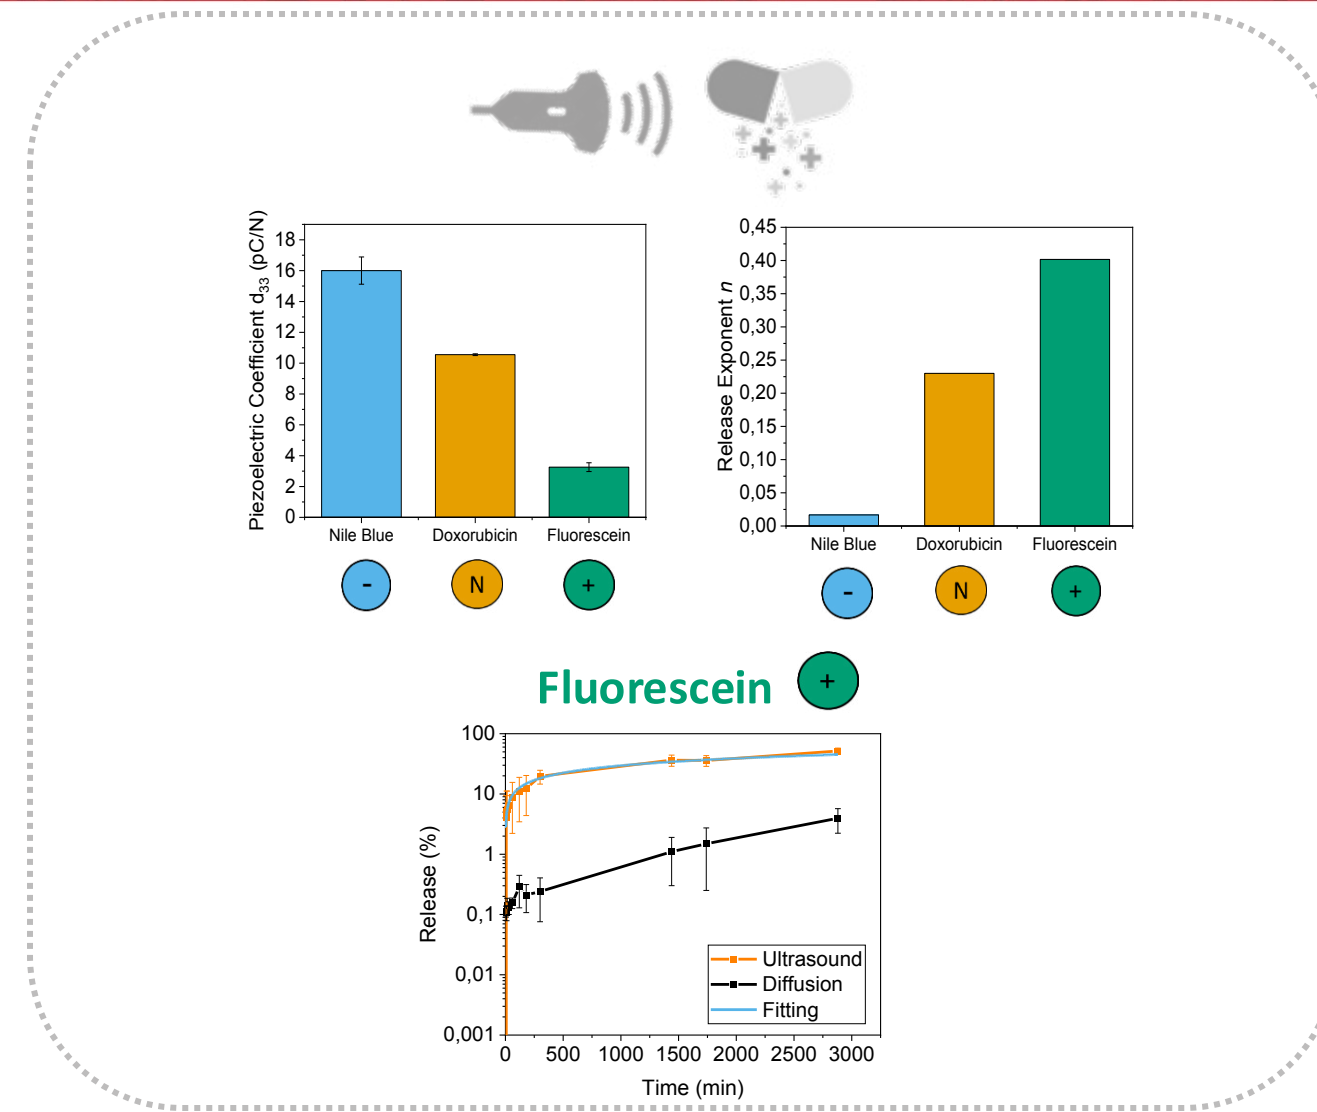 Piezoelectric Coefficient d33 (pC/N)
18
16
14
12
10
8
6
4
2
0
Nile Blue Doxorubicin Fluorescein
- N +
Release Exponent n
0,45
0,40
0,35
0,30
0,25
0,20
0,15
0,10
0,05
0,00
Nile Blue Doxorubicin Fluorescein
- N +
Fluorescein +
Release (%)
100
10
1
0,1
0,01
0,001
Ultrasound
Diffusion
Fitting
0 500 1000 1500 2000 2500 3000
Time (min)